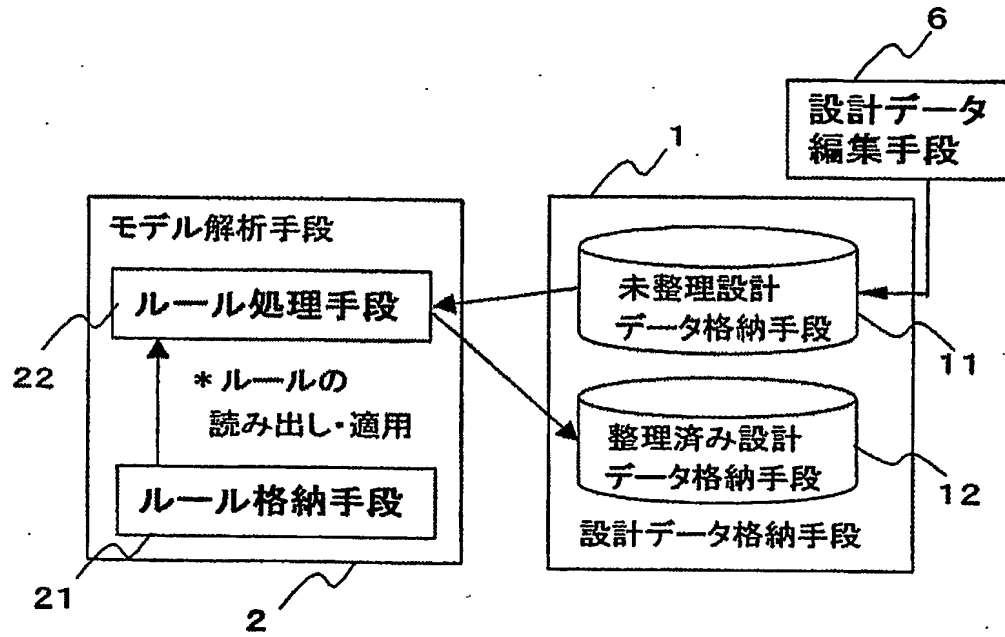 6
設計データ
編集手段
1
モデル解析手段
ルール処理手段
22
*ルールの
読み出し・適用
ルール格納手段
21
2
未整理設計
データ格納手段
11
整理済み設計
データ格納手段
12
設計データ格納手段